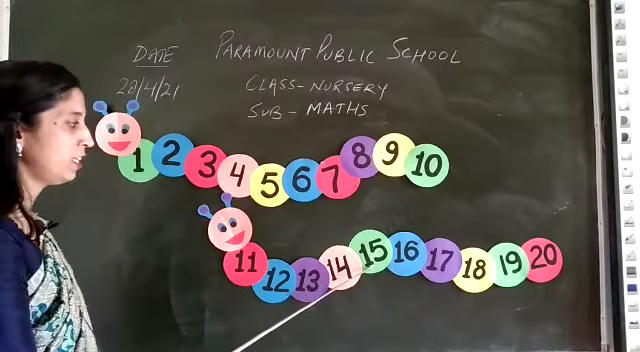 DATE
28/4/21
PARAMOUNT PUBLIC SCHOOL
CLASS-NURSERY
SUB- MATHS
1 2 3 4 5 6 7 8 9 10
11 12 13 14 15 16 17 18 19 20